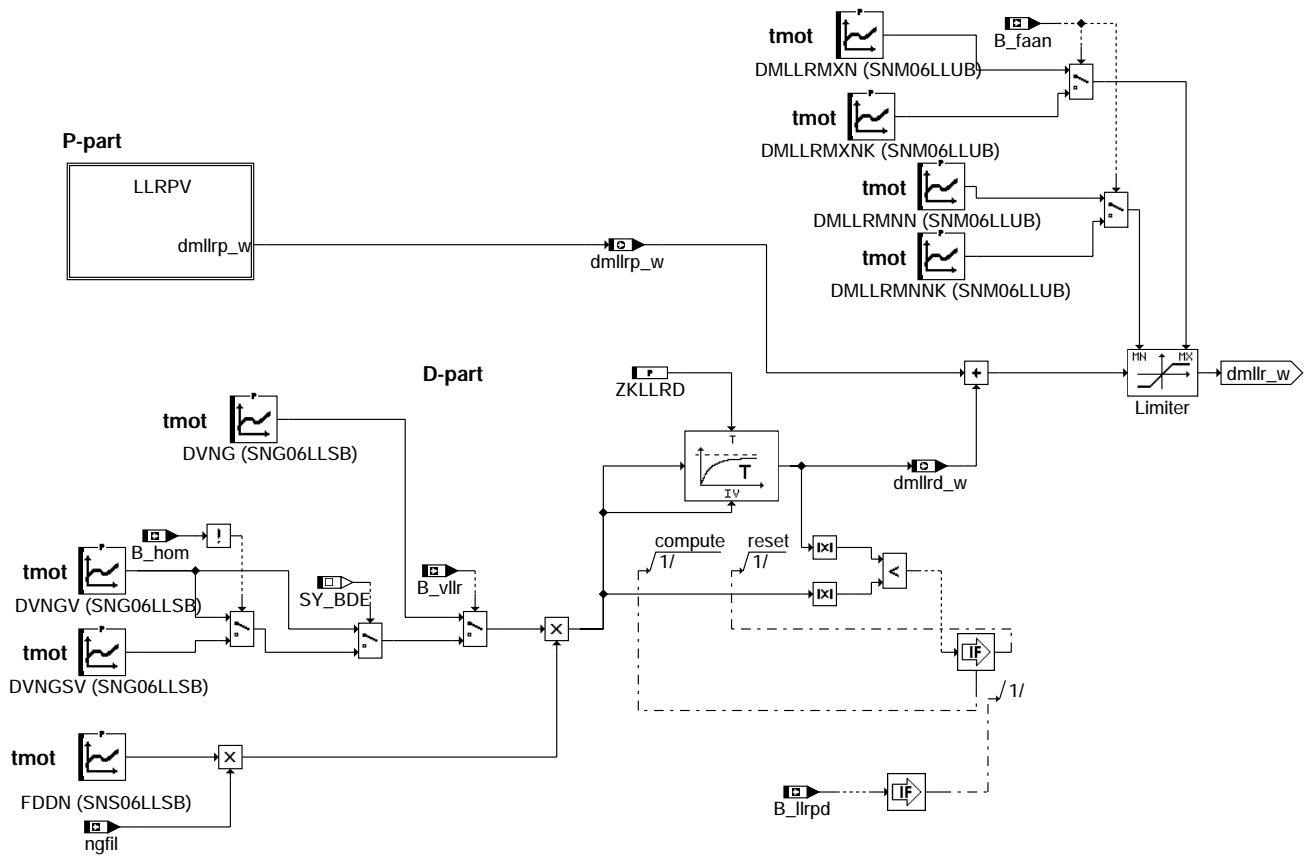 P
tmot
B_faan
DMLLRMXN (SNM06LLUB)
P
tmot
DMLLRMXNK (SNM06LLUB)
P-part
P
LLRPV
tmot
DMLLRMNN (SNM06LLUB)
P
dmllrp_w
tmot
dmllrp_w
DMLLRMNNK (SNM06LLUB)
MN MX
D-part
P
dmllr_w
ZKLLRD
Limiter
P
tmot
DVNG (SNG06LLSB)
T
T
IV
dmllrd_w
!
B_hom
compute
1/
reset
1/
|x|
P
tmot
B_vllr
SY_BDE
<
DVNGV (SNG06LLSB)
|x|
P
tmot
x
IF
DVNGSV (SNG06LLSB)
1/
P
tmot
x
FDDN (SNS06LLSB)
IF
B_llrpd
ngfil